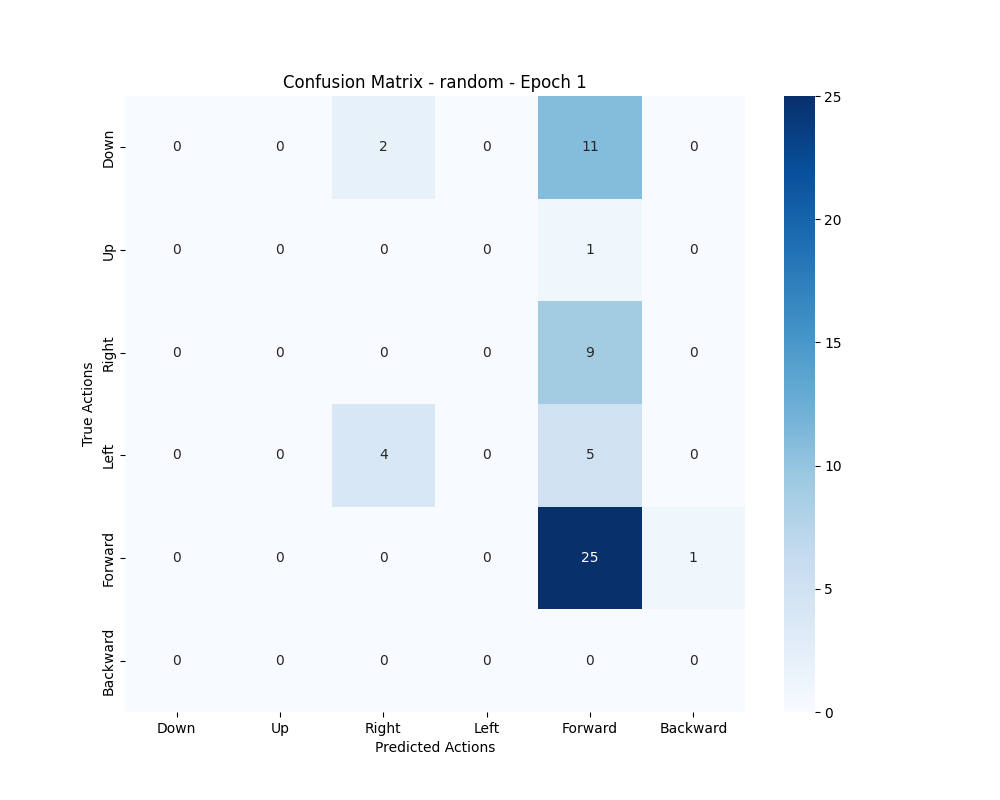 Confusion Matrix - random - Epoch 1
True Actions
Down 0 0 2 0 11 0
Up 0 0 0 0 1 0
Right 0 0 0 0 9 0
Left 0 0 4 0 5 0
Forward 0 0 0 0 25 1
Backward 0 0 0 0 0 0
Down Up Right Left Forward Backward
Predicted Actions
25
20
15
10
5
0